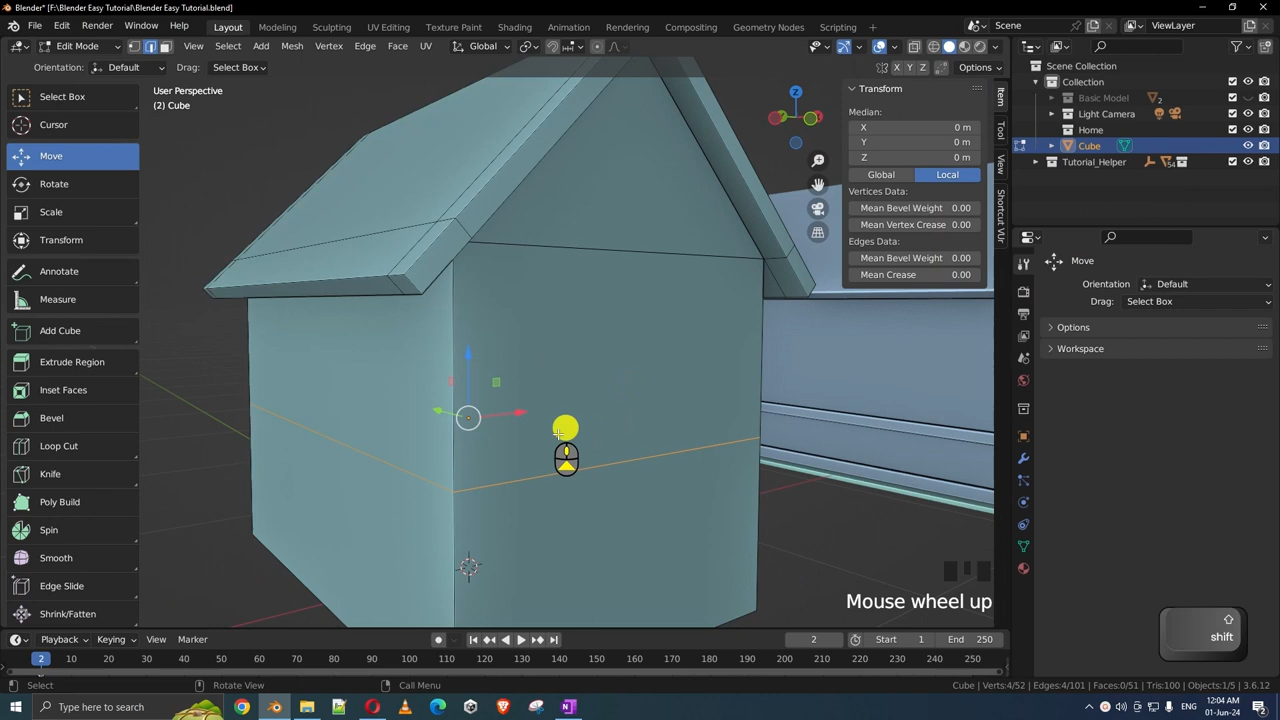 Blender* [F:\Blender Easy Tutorial\Blender Easy Tutorial.blend]
File Edit Render Window Help Layout Modeling Sculpting UV Editing Texture Paint Shading Animation Rendering Compositing Geometry Nodes Scripting Scene ViewLayer
Edit Mode View Select Add Mesh Vertex Edge Face UV Global
Orientation: Default Drag: Select Box X Y Z Options
User Perspective
(2) Cube
Select Box
Cursor
Move
Rotate
Scale
Transform
Annotate
Measure
Add Cube
Extrude Region
Inset Faces
Bevel
Loop Cut
Knife
Poly Build
Spin
Smooth
Edge Slide
Shrink/Fatten
Z
Transform
Median:
X 0 m
Y 0 m
Z 0 m
Global Local
Vertices Data:
Mean Bevel Weight 0.00
Mean Vertex Crease 0.00
Edges Data:
Mean Bevel Weight 0.00
Mean Crease 0.00
Item
Tool
View
Shortcut VUr
Scene Collection
Collection
Basic Model 2
Light Camera
Home
Cube
Tutorial_Helper 54
Move
Orientation Default
Drag: Select Box
Options
Workspace
Mouse wheel up
shift
Playback Keying View Marker 2 Start 1 End 250
2 10 20 30 40 50 60 70 80 90 100 110 120 130 140 150 160 170 180 190 200 210 220 230 240 250
Select Rotate View Call Menu Cube | Verts:4/52 | Edges:4/101 | Faces:0/51 | Tris:100 | Objects:1/5 | 3.6.12
Type here to search ENG 12:04 AM 01-Jun-24